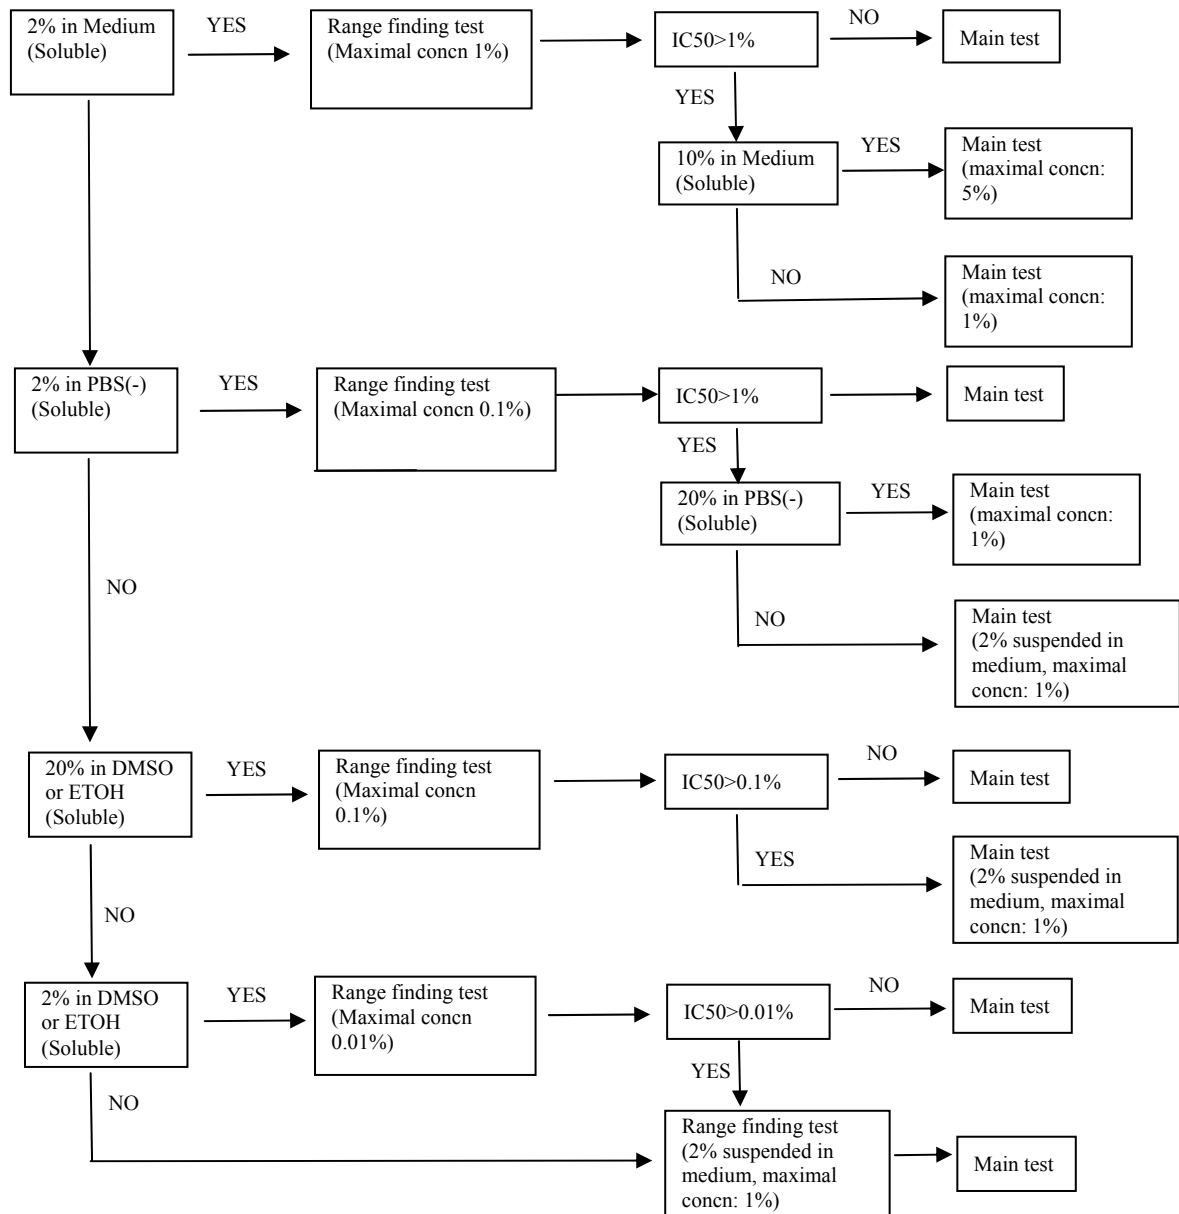 2% in Medium
(Soluble)
YES
Range finding test
(Maximal concn 1%)
IC50>1%
NO
Main test
YES
10% in Medium
(Soluble)
YES
Main test
(maximal concn:
5%)
NO
Main test
(maximal concn:
1%)
2% in PBS(-)
(Soluble)
YES
Range finding test
(Maximal concn 0.1%)
IC50>1%
Main test
YES
20% in PBS(-)
(Soluble)
YES
Main test
(maximal concn:
1%)
NO
NO
Main test
(2% suspended in
medium, maximal
concn: 1%)
20% in DMSO
or ETOH
(Soluble)
YES
Range finding test
(Maximal concn
0.1%)
IC50>0.1%
NO
Main test
YES
Main test
(2% suspended in
medium, maximal
concn: 1%)
NO
2% in DMSO
or ETOH
(Soluble)
YES
Range finding test
(Maximal concn
0.01%)
IC50>0.01%
NO
Main test
YES
NO
Range finding test
(2% suspended in
medium, maximal
concn: 1%)
Main test